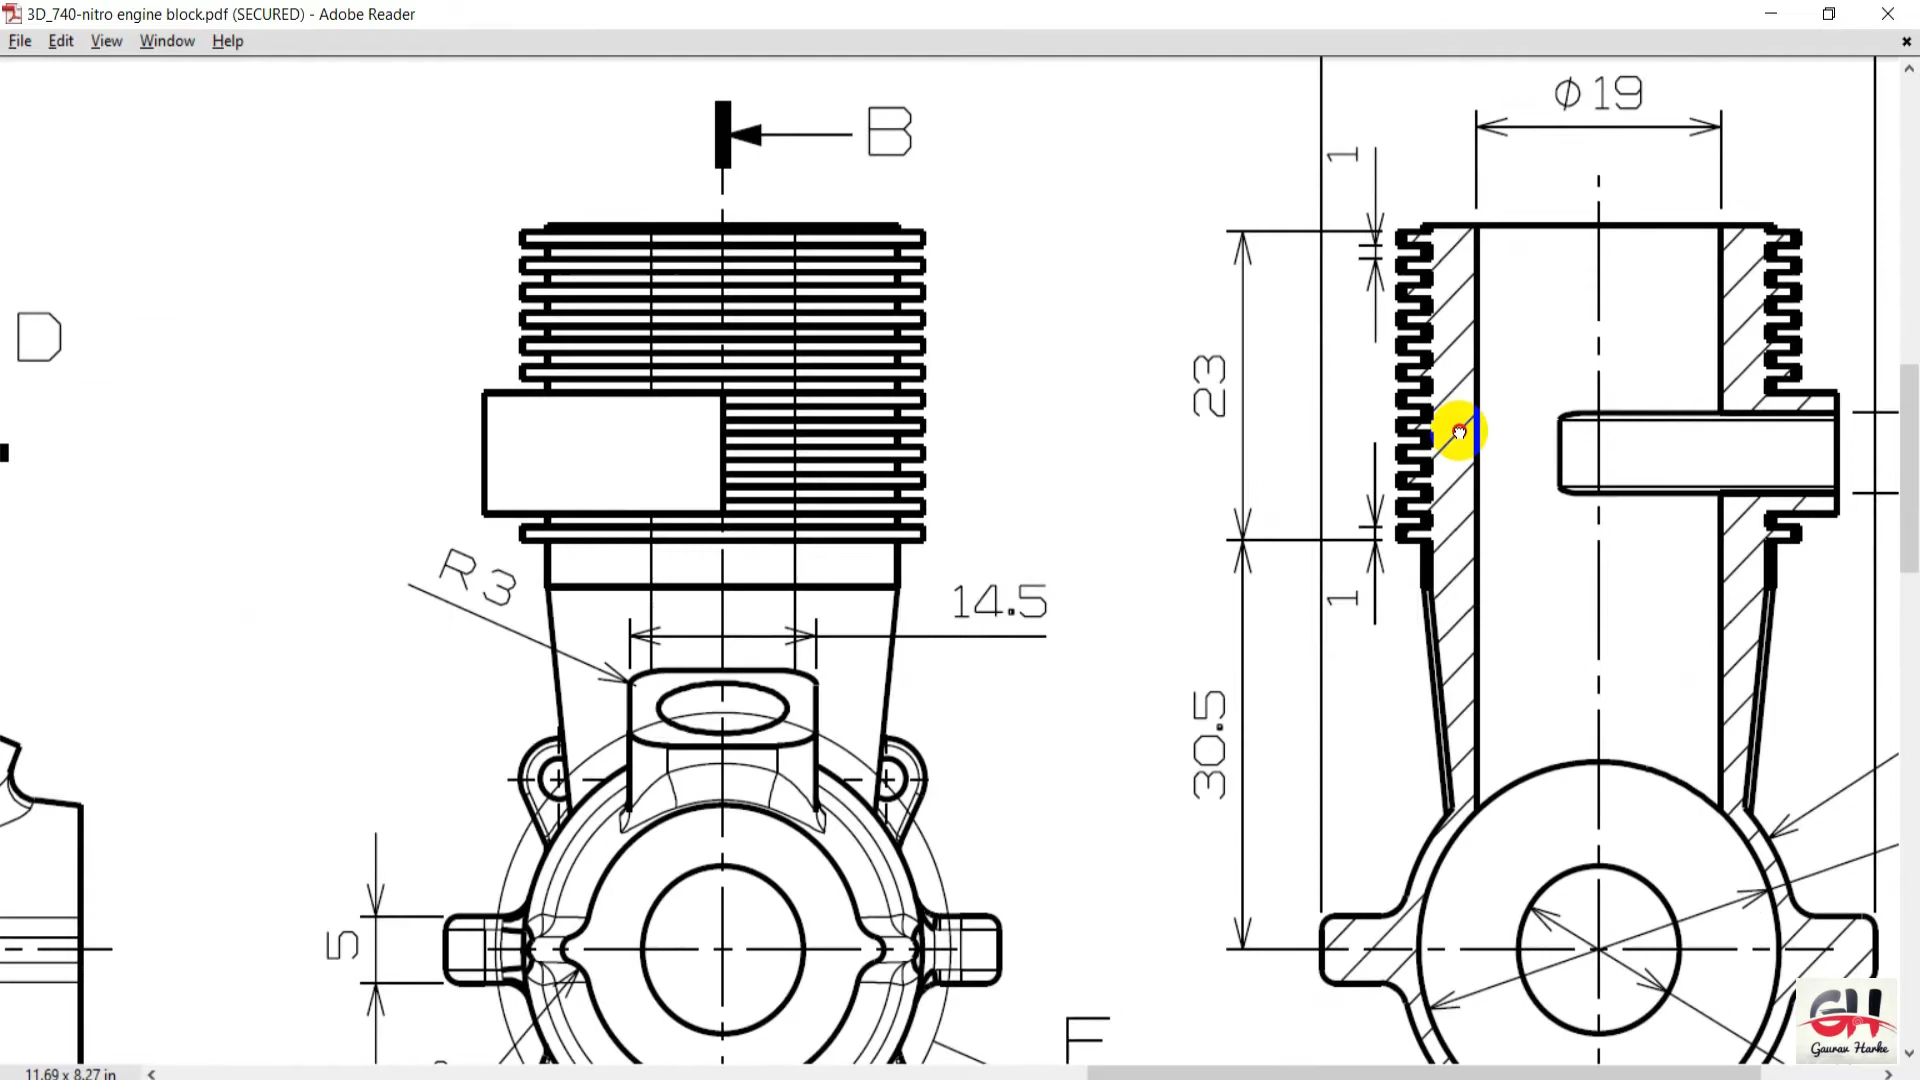 3D_740-nitro engine block.pdf (SECURED) - Adobe Reader
File Edit View Window Help
B
Φ19
1
D
23
R3
14.5
1
30.5
5
F
GH
Gaurav Harke
11.69 x 8.27 in